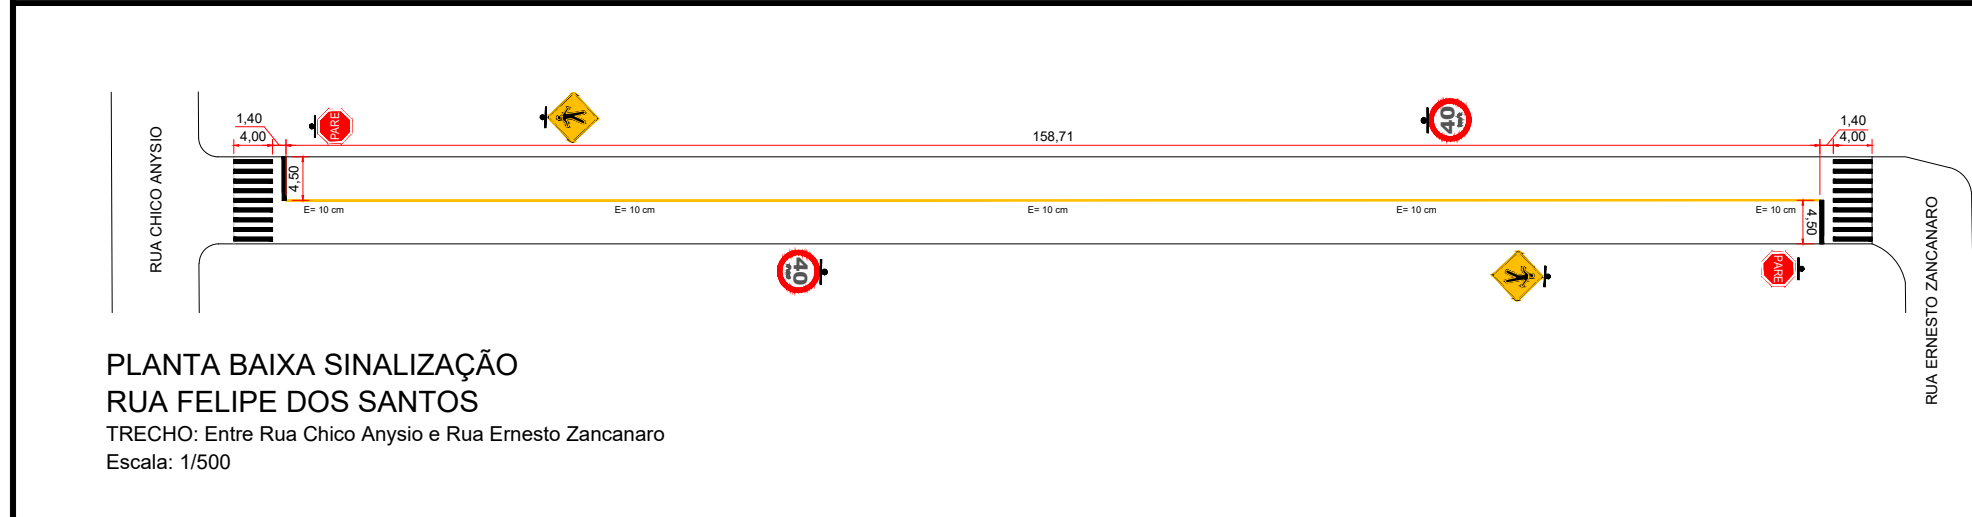 1,40
4,00
PARE
40
158,71
1,40
4,00
RUA CHICO ANYSIO
4,50
E= 10 cm
E= 10 cm
E= 10 cm
E= 10 cm
E= 10 cm
4,50
40
PARE
RUA ERNESTO ZANCANARO
PLANTA BAIXA SINALIZAÇÃO
RUA FELIPE DOS SANTOS
TRECHO: Entre Rua Chico Anysio e Rua Ernesto Zancanaro
Escala: 1/500